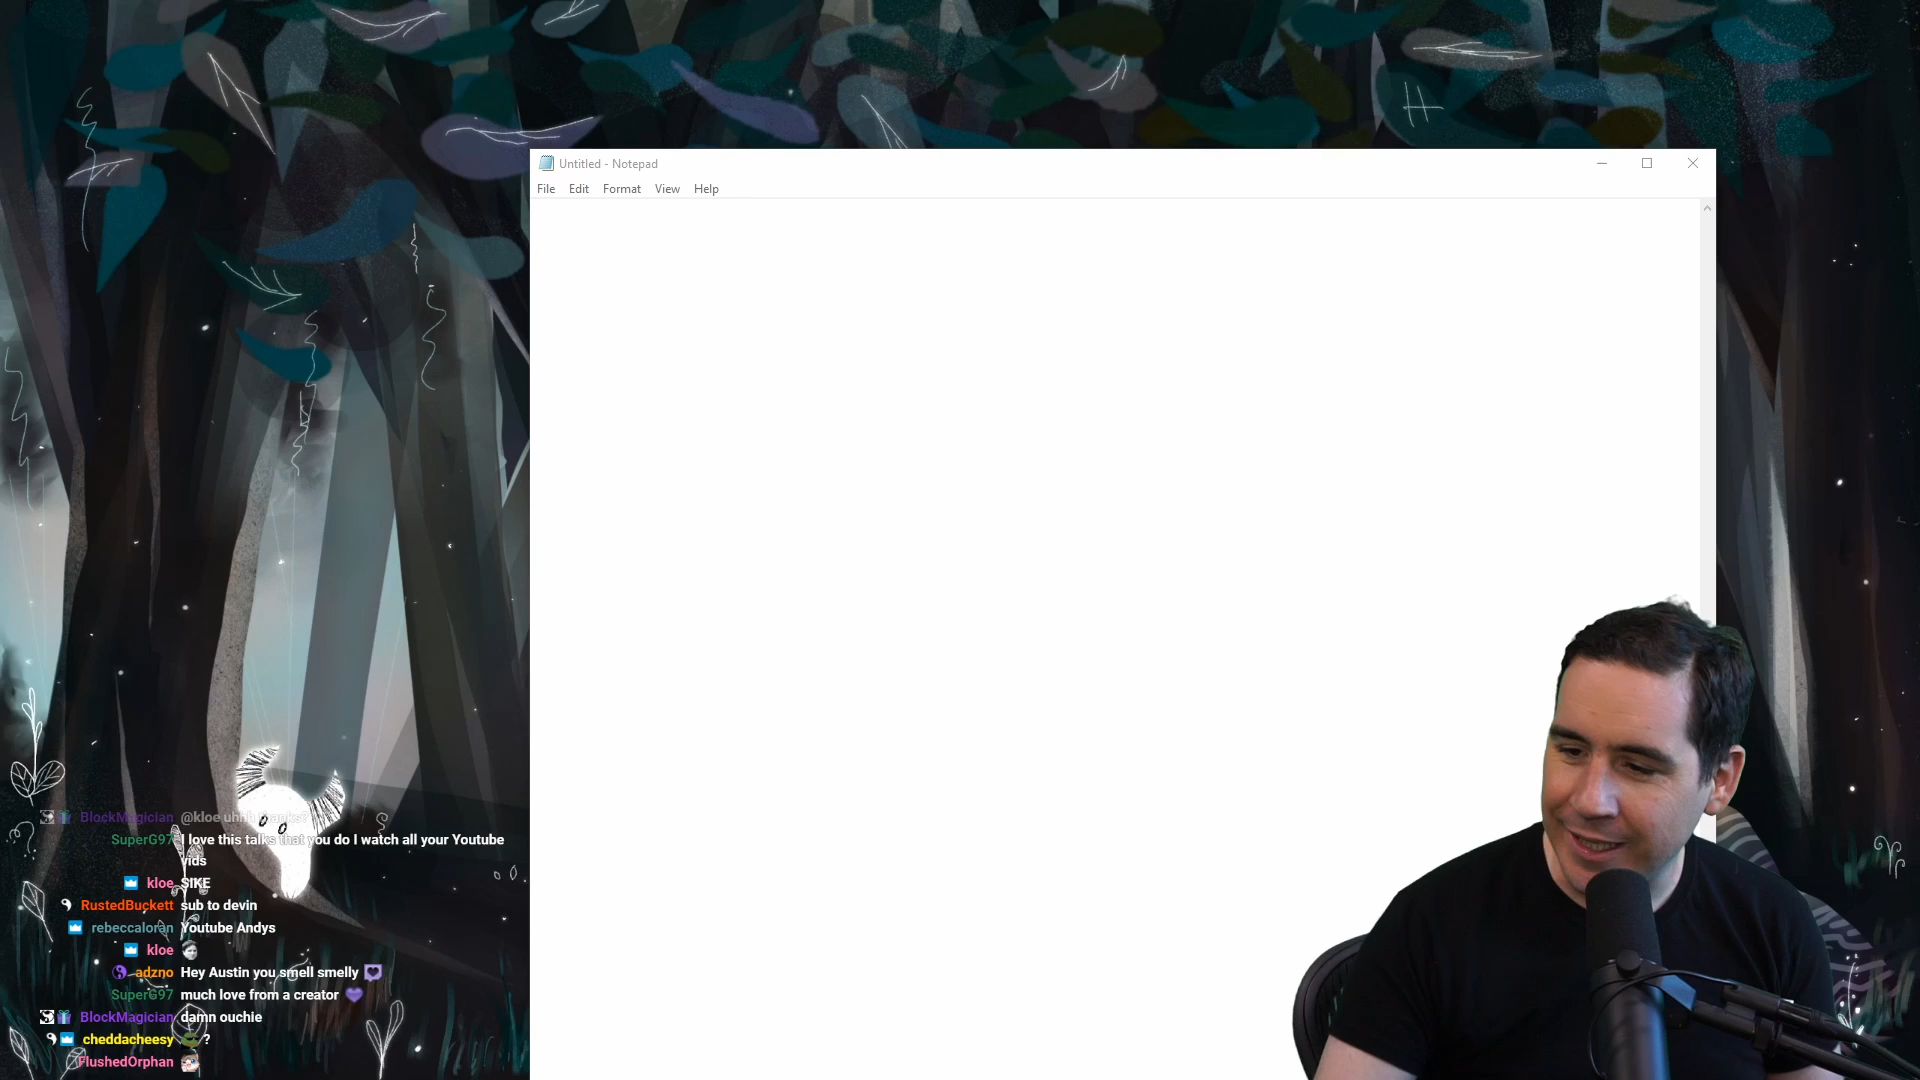 Untitled - Notepad
File Edit Format View Help
BlockMagician @kloe uhhh thanks?
SuperG97 I love this talks that you do I watch all your Youtube
vids
kloe SIKE
RustedBuckett sub to devin
rebeccaloran Youtube Andys
kloe
adzno Hey Austin you smell smelly
SuperG97 much love from a creator
BlockMagician damn ouchie
cheddacheesy ?
FlushedOrphan